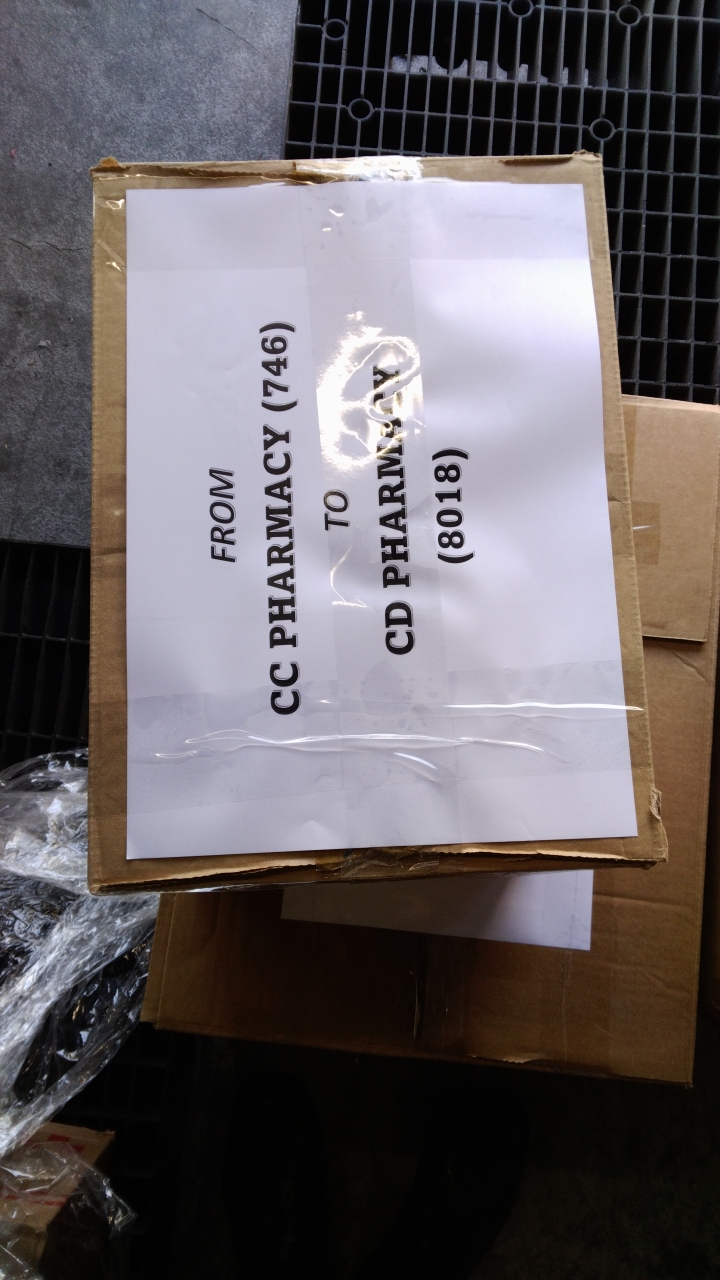 FROM
CC PHARMACY (746)
TO
CD PHARMACY
(8018)